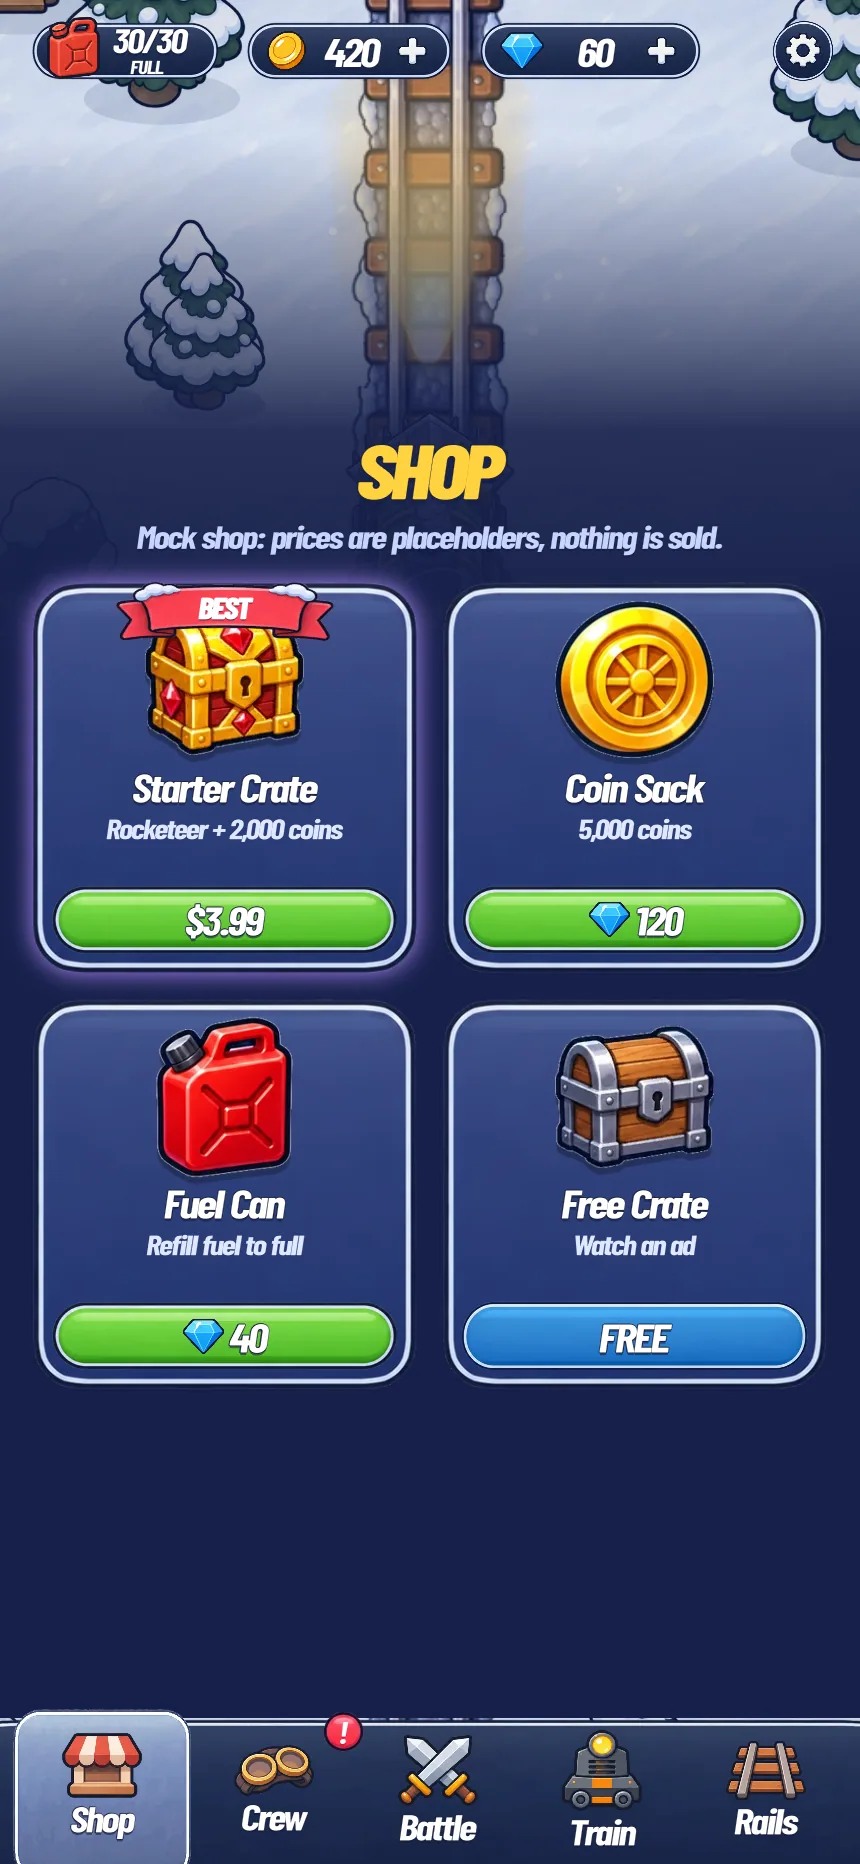 30/30
FULL
420
60
SHOP
Mock shop: prices are placeholders, nothing is sold.
BEST
Starter Crate
Rocketeer + 2,000 coins
$3.99
Coin Sack
5,000 coins
120
Fuel Can
Refill fuel to full
40
Free Crate
Watch an ad
FREE
!
Shop
Crew
Battle
Train
Rails